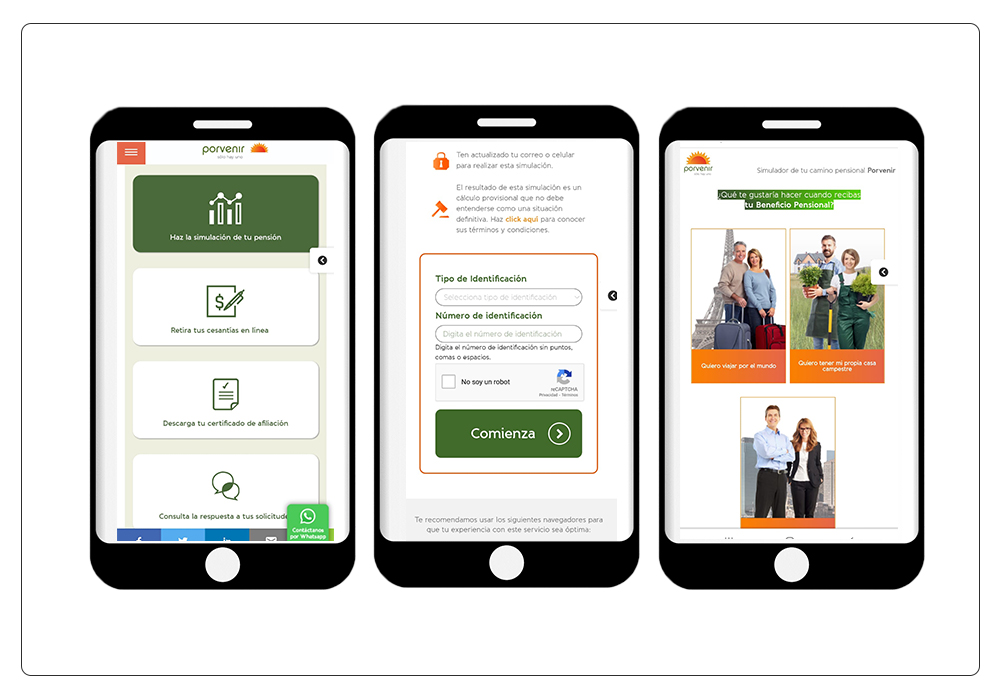 porvenir
sólo hay uno
Haz la simulación de tu pensión
Retira tus cesantías en línea
Descarga tu certificado de afiliación
Consulta la respuesta a tus solicitude
Contáctanos
por Whatsapp
Ten actualizado tu correo o celular
para realizar esta simulación.
El resultado de esta simulación es un
cálculo provisional que no debe
entenderse como una situación
definitiva. Haz click aquí para conocer
sus términos y condiciones.
Tipo de Identificación
Selecciona tipo de identificación
Número de identificación
Digita el número de identificación
Digita el número de identificación sin puntos,
comas o espacios.
No soy un robot
reCAPTCHA
Privacidad - Términos
Comienza
Te recomendamos usar los siguientes navegadores para
que tu experiencia con este servicio sea óptima:
porvenir
Simulador de tu camino pensional Porvenir
¿Qué te gustaría hacer cuando recibas
tu Beneficio Pensional?
Quiero viajar por el mundo
Quiero tener mi propia casa
campestre